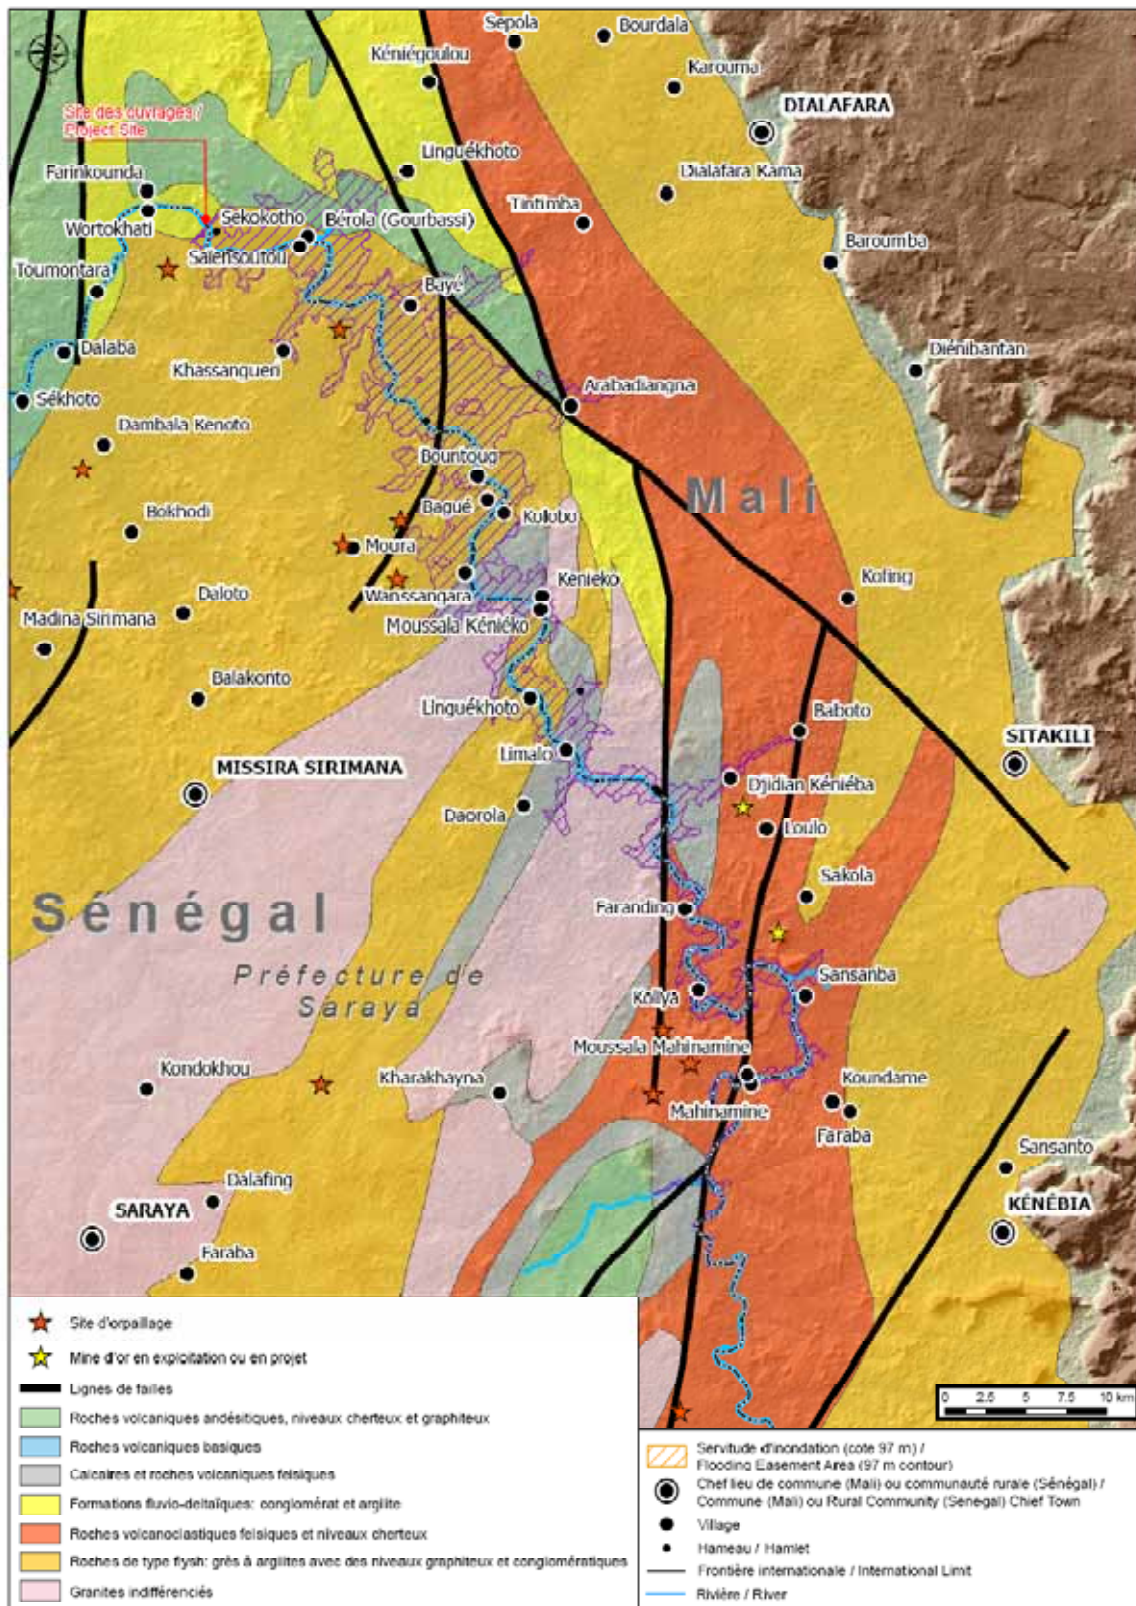 Sepola
Bourdala
Kéniégoulou
Karouma
DIALAFARA
Site des ouvrages /
Project Site
Linguékhoto
Farinkounda
Dialafara Kama
Wortokhati
Sékokotho
Bérola (Gourbassi)
Tintimba
Salensoutou
Baroumba
Toumontara
Bayé
Dalaba
Khassanguen
Diénibantan
Sékhoto
Arabadiangna
Dambala Kenoto
Bountoug
Mali
Bokhodi
Bagué
Kolobo
Moura
Kenieko
Kofing
Daloto
Wanssangara
Madina Sirimana
Moussala Kéniéko
Balakonto
Linguékhoto
Baboto
SITAKILI
Limalo
MISSIRA SIRIMANA
Djidian Kéniéba
Daorola
Loulo
Sakola
Sénégal
Faranding
Préfecture de
Saraya
Sansanba
Koliya
Moussala Mahinamine
Kondokhou
Kharakhayna
Koundame
Mahinamine
Faraba
Sansanto
Dalafing
SARAYA
KÉNÉBIA
Faraba
Site d'orpaillage
Mine d'or en exploitation ou en projet
Lignes de failles
Roches volcaniques andésitiques, niveaux cherteux et graphiteux
Roches volcaniques basiques
Calcaires et roches volcaniques felsiques
Formations fluvio-deltaïques: conglomérat et argilite
Roches volcanoclastiques felsiques et niveaux cherteux
Roches de type flysh: grès à argilites avec des niveaux graphiteux et conglomératiques
Granites indifférenciés
0 2.5 5 7.5 10 km
Servitude d'inondation (cote 97 m) /
Flooding Easement Area (97 m contour)
Chef lieu de commune (Mali) ou communauté rurale (Sénégal) /
Commune (Mali) ou Rural Community (Senegal) Chief Town
Village
Hameau / Hamlet
Frontière internationale / International Limit
Rivière / River